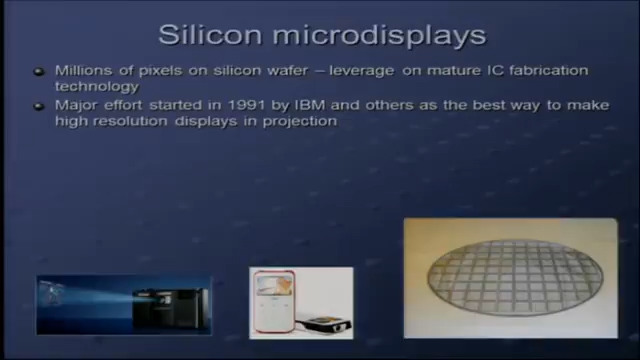 Silicon microdisplays
Millions of pixels on silicon wafer – leverage on mature IC fabrication
technology
Major effort started in 1991 by IBM and others as the best way to make
high resolution displays in projection